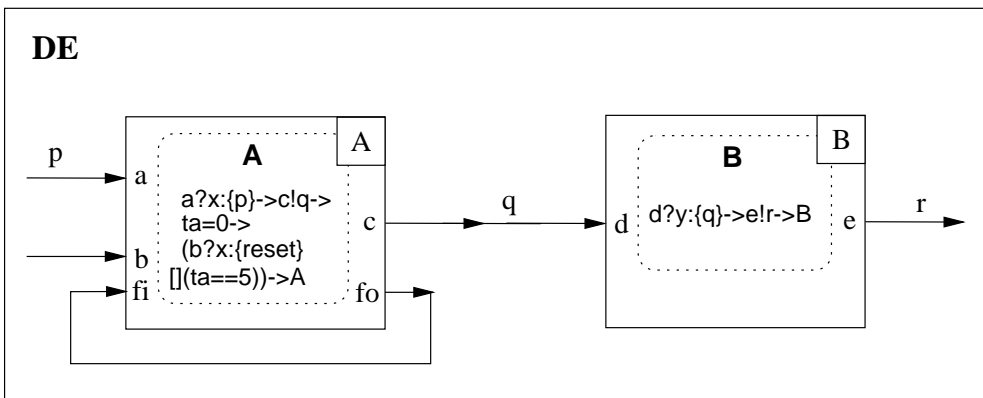 DE
p
a
b
fi
A
A
a?x:{p}->c!q->
ta=0->
(b?x:{reset}
[](ta==5))->A
c
fo
q
d
B
B
d?y:{q}->e!r->B
e
r